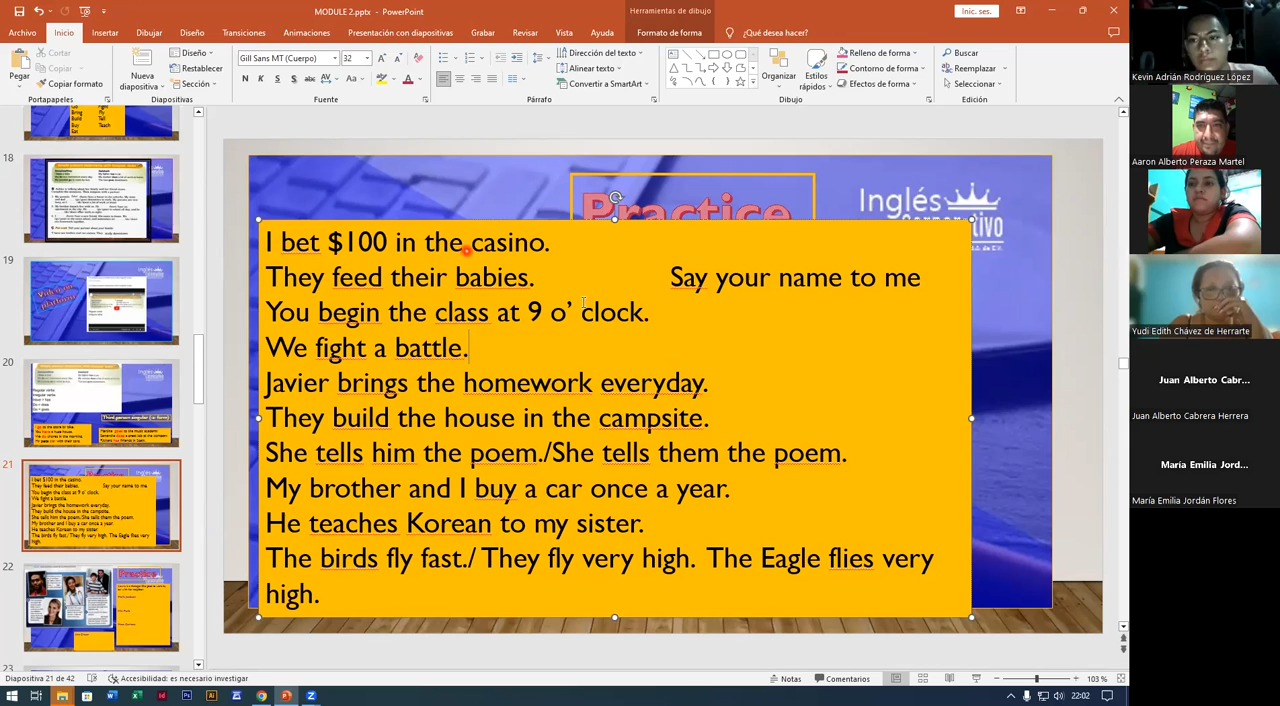 MODULE 2.pptx - PowerPoint
Herramientas de dibujo
Inic. ses.
Archivo Inicio Insertar Dibujar Diseño Transiciones Animaciones Presentación con diapositivas Grabar Revisar Vista Ayuda Formato de forma ¿Qué desea hacer?
Pegar
Cortar
Copiar
Copiar formato
Portapapeles
Nueva
diapositiva
Diseño
Restablecer
Sección
Diapositivas
Gill Sans MT (Cuerpo) 32
N K S abc AV Aa
Fuente
Dirección del texto
Alinear texto
Convertir a SmartArt
Párrafo
Organizar
Estilos
rápidos
Relleno de forma
Contorno de forma
Efectos de forma
Dibujo
Buscar
Reemplazar
Seleccionar
Edición
18
19
20
21
22
23
Practice
Inglés
I bet $100 in the casino.
They feed their babies. Say your name to me
You begin the class at 9 o’ clock.
We fight a battle.
Javier brings the homework everyday.
They build the house in the campsite.
She tells him the poem./She tells them the poem.
My brother and I buy a car once a year.
He teaches Korean to my sister.
The birds fly fast./ They fly very high. The Eagle flies very
high.
Kevin Adrián Rodríguez López
Aaron Alberto Peraza Martel
Yudi Edith Chávez de Herrarte
Juan Alberto Cabr...
Juan Alberto Cabrera Herrera
María Emilia Jord...
María Emilia Jordán Flores
Diapositiva 21 de 42 Accesibilidad: es necesario investigar
Notas Comentarios 103 %
22:02